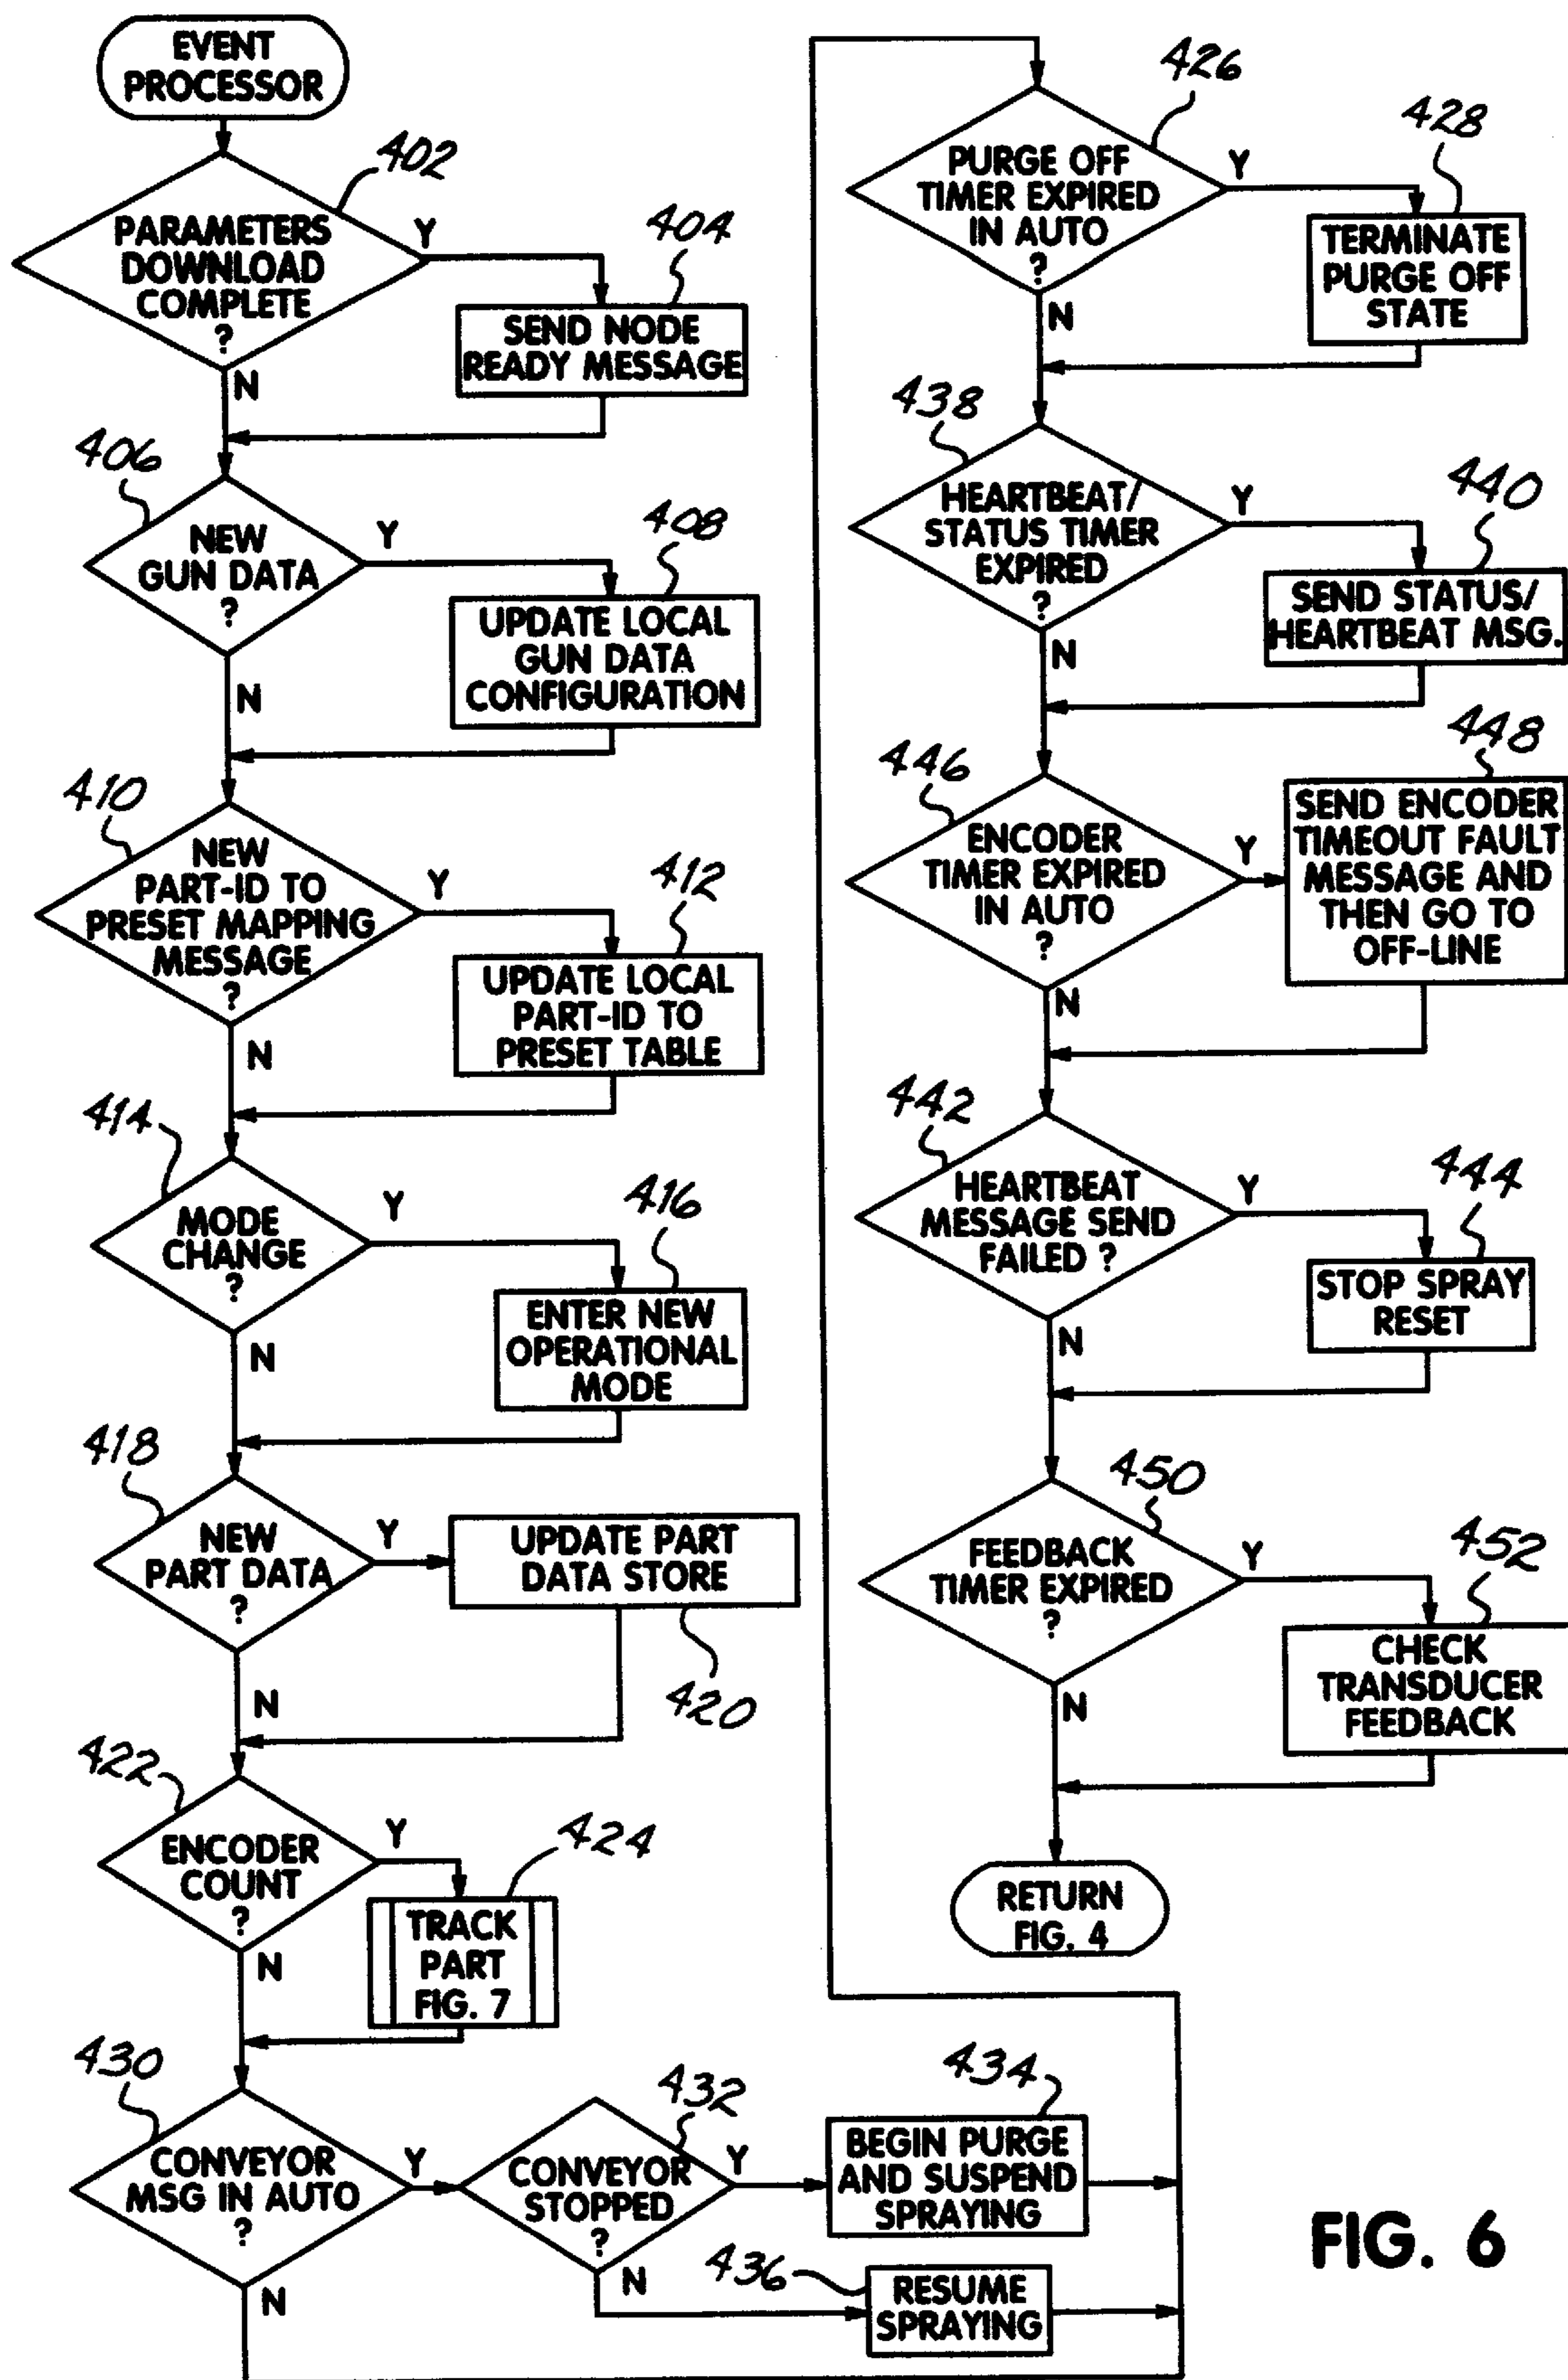 EVENT
PROCESSOR
402
PARAMETERS
DOWNLOAD
COMPLETE
?
Y
N
404
SEND NODE
READY MESSAGE
406
NEW
GUN DATA
?
Y
N
408
UPDATE LOCAL
GUN DATA
CONFIGURATION
410
NEW
PART-ID TO
PRESET MAPPING
MESSAGE
?
Y
N
412
UPDATE LOCAL
PART-ID TO
PRESET TABLE
414
MODE
CHANGE
?
Y
N
416
ENTER NEW
OPERATIONAL
MODE
418
NEW
PART DATA
?
Y
N
UPDATE PART
DATA STORE
420
422
ENCODER
COUNT
?
Y
N
424
TRACK
PART
FIG. 7
430
CONVEYOR
MSG IN AUTO
?
Y
N
432
CONVEYOR
STOPPED
?
Y
N
434
BEGIN PURGE
AND SUSPEND
SPRAYING
436
RESUME
SPRAYING
426
PURGE OFF
TIMER EXPIRED
IN AUTO
?
Y
N
428
TERMINATE
PURGE OFF
STATE
438
HEARTBEAT/
STATUS TIMER
EXPIRED
?
Y
N
440
SEND STATUS/
HEARTBEAT MSG.
446
ENCODER
TIMER EXPIRED
IN AUTO
?
Y
N
448
SEND ENCODER
TIMEOUT FAULT
MESSAGE AND
THEN GO TO
OFF-LINE
442
HEARTBEAT
MESSAGE SEND
FAILED ?
Y
N
444
STOP SPRAY
RESET
450
FEEDBACK
TIMER EXPIRED
?
Y
N
452
CHECK
TRANSDUCER
FEEDBACK
RETURN
FIG. 4
FIG. 6